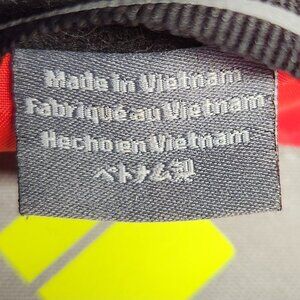 Made in Vietnam
Fabriqué au Vietnam
Hecho en Vietnam
ベトナム製